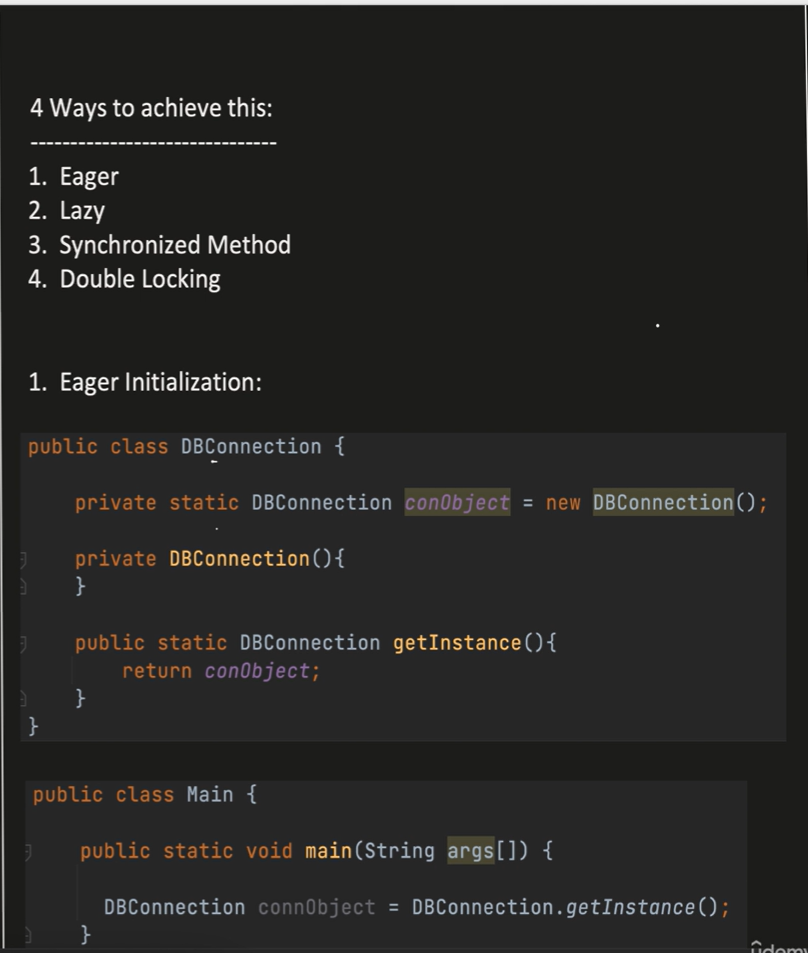 4 Ways to achieve this:
-------------------------------
1. Eager
2. Lazy
3. Synchronized Method
4. Double Locking
1. Eager Initialization:
public class DBConnection {
private static DBConnection conObject = new DBConnection();
private DBConnection(){
}
public static DBConnection getInstance(){
return conObject;
}
}
public class Main {
public static void main(String args[]) {
DBConnection connObject = DBConnection.getInstance();
}